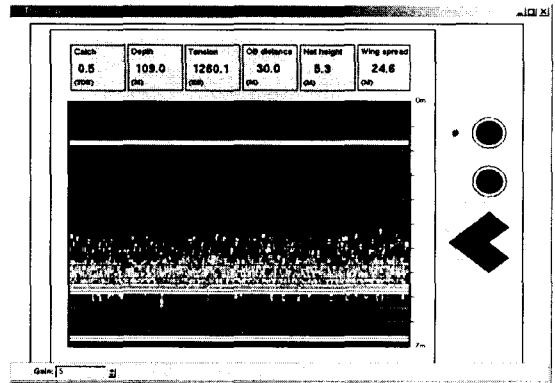 Catch Depth Tension OB distance Net height Wing spread
0.5 109.0 1260.1 30.0 5.3 24.6
(M) (M) (M) (M)
0m
7m
Gain: 5